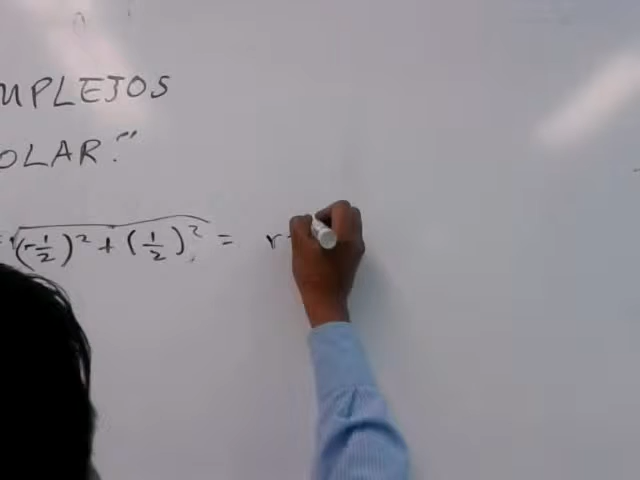 MPLEJOS
OLAR."
= √(-1/2)² + (1/2)² = r